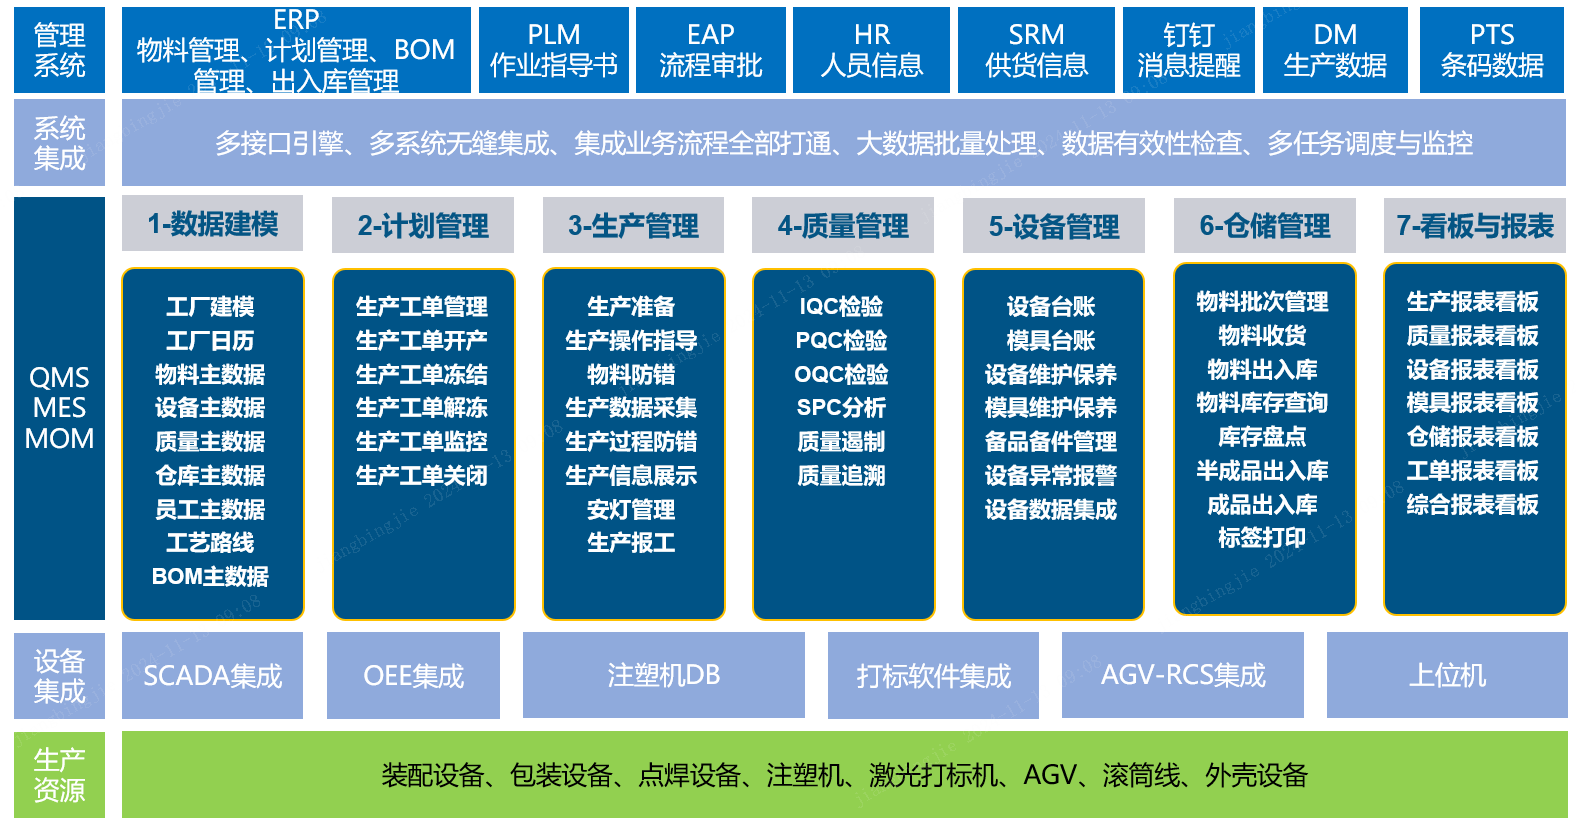 管理
系统
ERP
物料管理、计划管理、BOM
管理、出入库管理
PLM
作业指导书
EAP
流程审批
HR
人员信息
SRM
供货信息
钉钉
消息提醒
DM
生产数据
PTS
条码数据
系统
集成
多接口引擎、多系统无缝集成、集成业务流程全部打通、大数据批量处理、数据有效性检查、多任务调度与监控
QMS
MES
MOM
1-数据建模
工厂建模
工厂日历
物料主数据
设备主数据
质量主数据
仓库主数据
员工主数据
工艺路线
BOM主数据
2-计划管理
生产工单管理
生产工单开产
生产工单冻结
生产工单解冻
生产工单监控
生产工单关闭
3-生产管理
生产准备
生产操作指导
物料防错
生产数据采集
生产过程防错
生产信息展示
安灯管理
生产报工
4-质量管理
IQC检验
PQC检验
OQC检验
SPC分析
质量遏制
质量追溯
5-设备管理
设备台账
模具台账
设备维护保养
模具维护保养
备品备件管理
设备异常报警
设备数据集成
6-仓储管理
物料批次管理
物料收货
物料出入库
物料库存查询
库存盘点
半成品出入库
成品出入库
标签打印
7-看板与报表
生产报表看板
质量报表看板
设备报表看板
模具报表看板
仓储报表看板
工单报表看板
综合报表看板
设备
集成
SCADA集成
OEE集成
注塑机DB
打标软件集成
AGV-RCS集成
上位机
生产
资源
装配设备、包装设备、点焊设备、注塑机、激光打标机、AGV、滚筒线、外壳设备